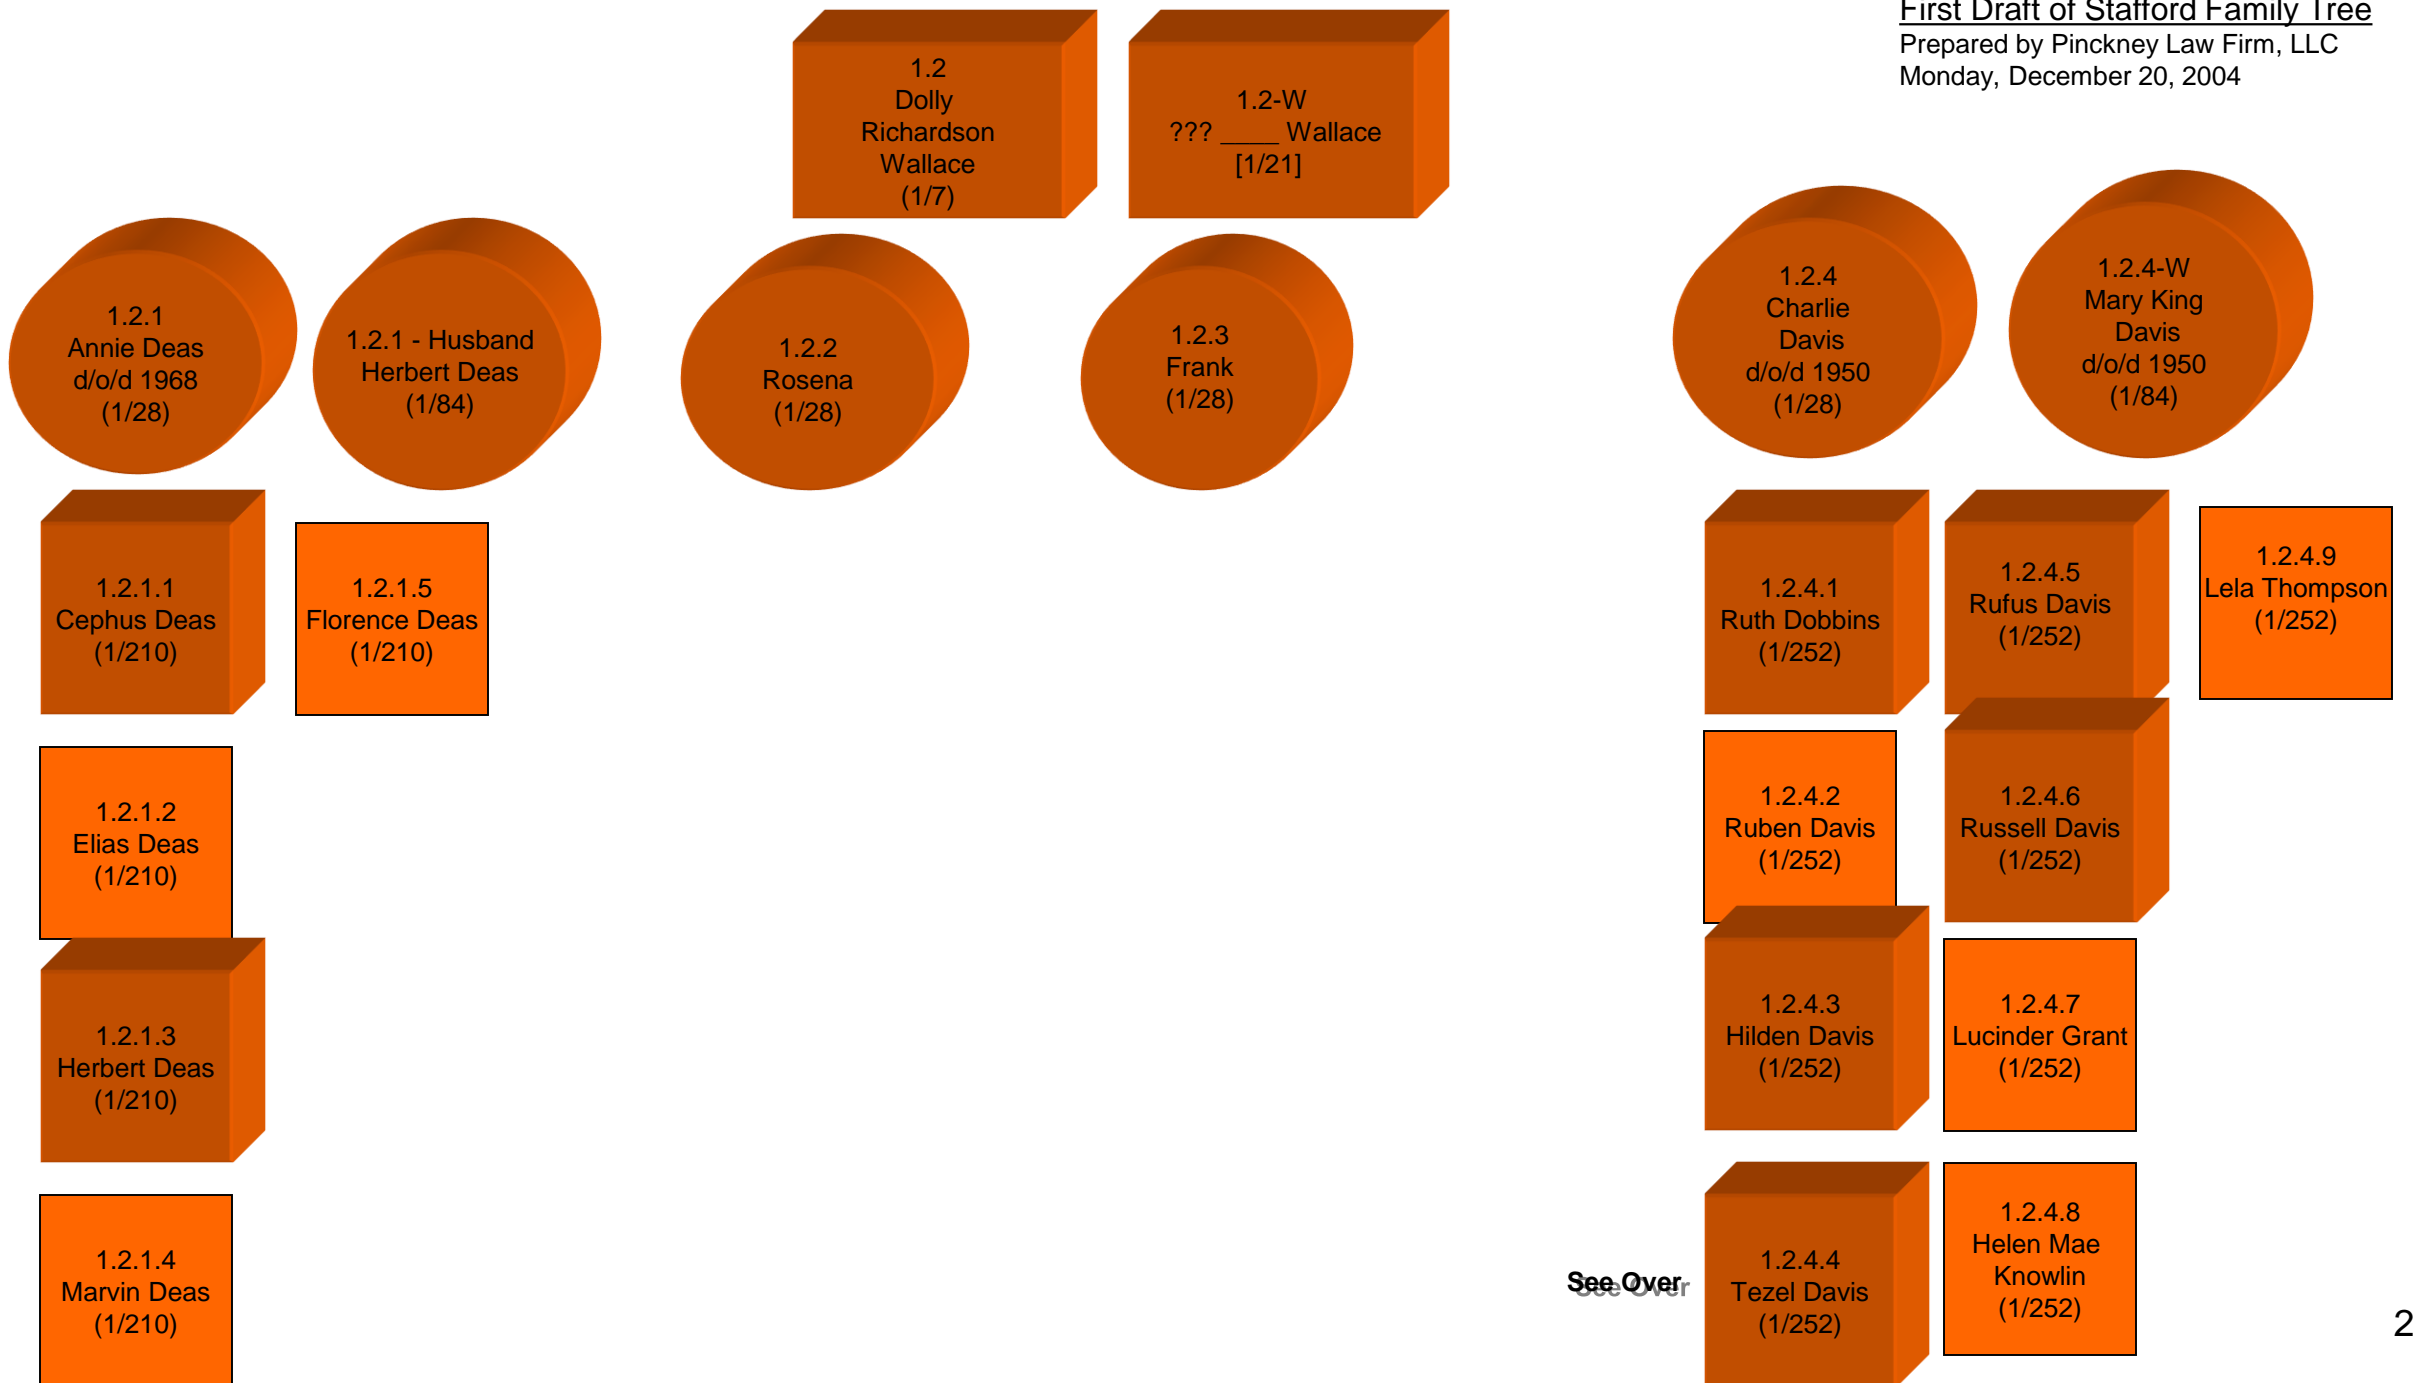 First Draft of Stafford Family Tree
Prepared by Pinckney Law Firm, LLC
Monday, December 20, 2004
1.2
Dolly
Richardson
Wallace
(1/7)
1.2-W
??? ____ Wallace
[1/21]
1.2.1
Annie Deas
d/o/d 1968
(1/28)
1.2.1 - Husband
Herbert Deas
(1/84)
1.2.2
Rosena
(1/28)
1.2.3
Frank
(1/28)
1.2.4
Charlie
Davis
d/o/d 1950
(1/28)
1.2.4-W
Mary King
Davis
d/o/d 1950
(1/84)
1.2.1.1
Cephus Deas
(1/210)
1.2.1.5
Florence Deas
(1/210)
1.2.1.2
Elias Deas
(1/210)
1.2.1.3
Herbert Deas
(1/210)
1.2.1.4
Marvin Deas
(1/210)
1.2.4.1
Ruth Dobbins
(1/252)
1.2.4.5
Rufus Davis
(1/252)
1.2.4.9
Lela Thompson
(1/252)
1.2.4.2
Ruben Davis
(1/252)
1.2.4.6
Russell Davis
(1/252)
1.2.4.3
Hilden Davis
(1/252)
1.2.4.7
Lucinder Grant
(1/252)
See Over
1.2.4.4
Tezel Davis
(1/252)
1.2.4.8
Helen Mae
Knowlin
(1/252)
2